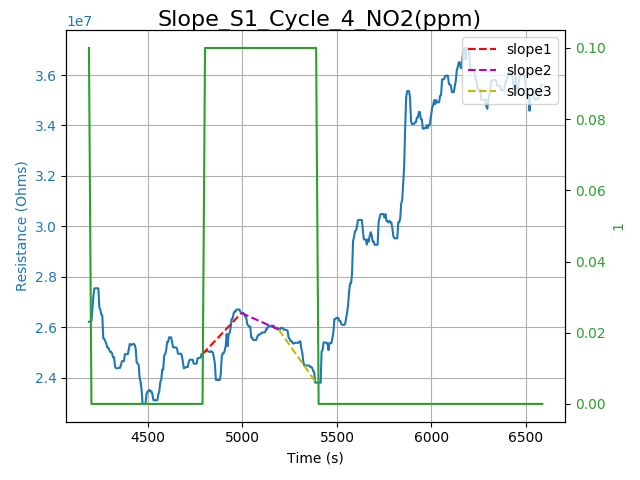 Slope_S1_Cycle_4_NO2(ppm)
1e7
slope1
slope2
slope3
3.6
3.4
3.2
3.0
2.8
2.6
2.4
Resistance (Ohms)
0.10
0.08
0.06
0.04
0.02
0.00
1
4500 5000 5500 6000 6500
Time (s)